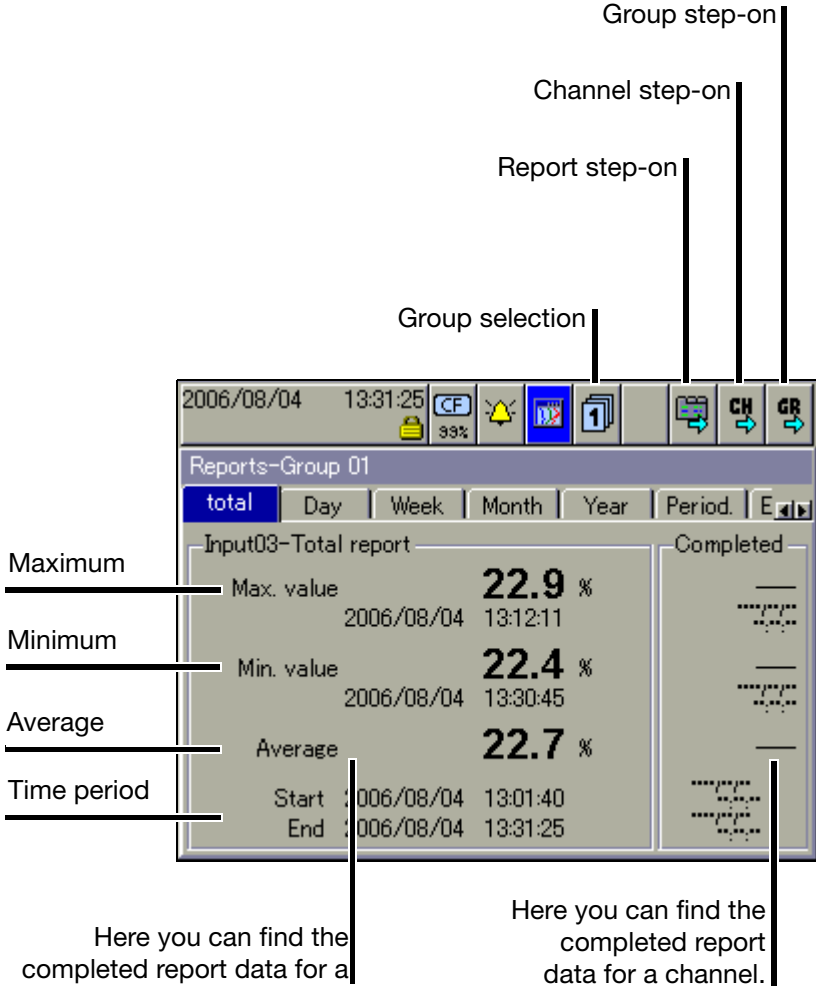 Group step-on
Channel step-on
Report step-on
Group selection
2006/08/04 13:31:25 CF 99% 1 CH GR
Reports-Group 01
total Day Week Month Year Period. E
Input03-Total report Completed
Maximum
Max. value 22.9 %
2006/08/04 13:12:11
Minimum
Min. value 22.4 %
2006/08/04 13:30:45
Average
Average 22.7 %
Time period
Start 2006/08/04 13:01:40
End 2006/08/04 13:31:25
Here you can find the
completed report data for a
Here you can find the
completed report
data for a channel.